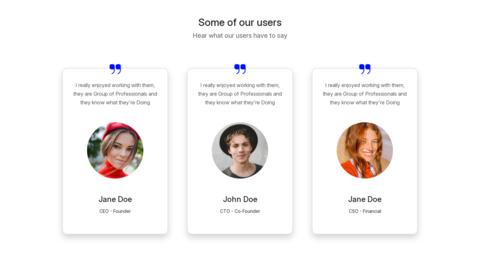 Some of our users
Hear what our users have to say
I really enjoyed working with them,
they are Group of Professionals and
they know what they're Doing
Jane Doe
CEO - Founder
I really enjoyed working with them,
they are Group of Professionals and
they know what they're Doing
John Doe
CTO - Co-Founder
I really enjoyed working with them,
they are Group of Professionals and
they know what they're Doing
Jane Doe
CSO - Financial